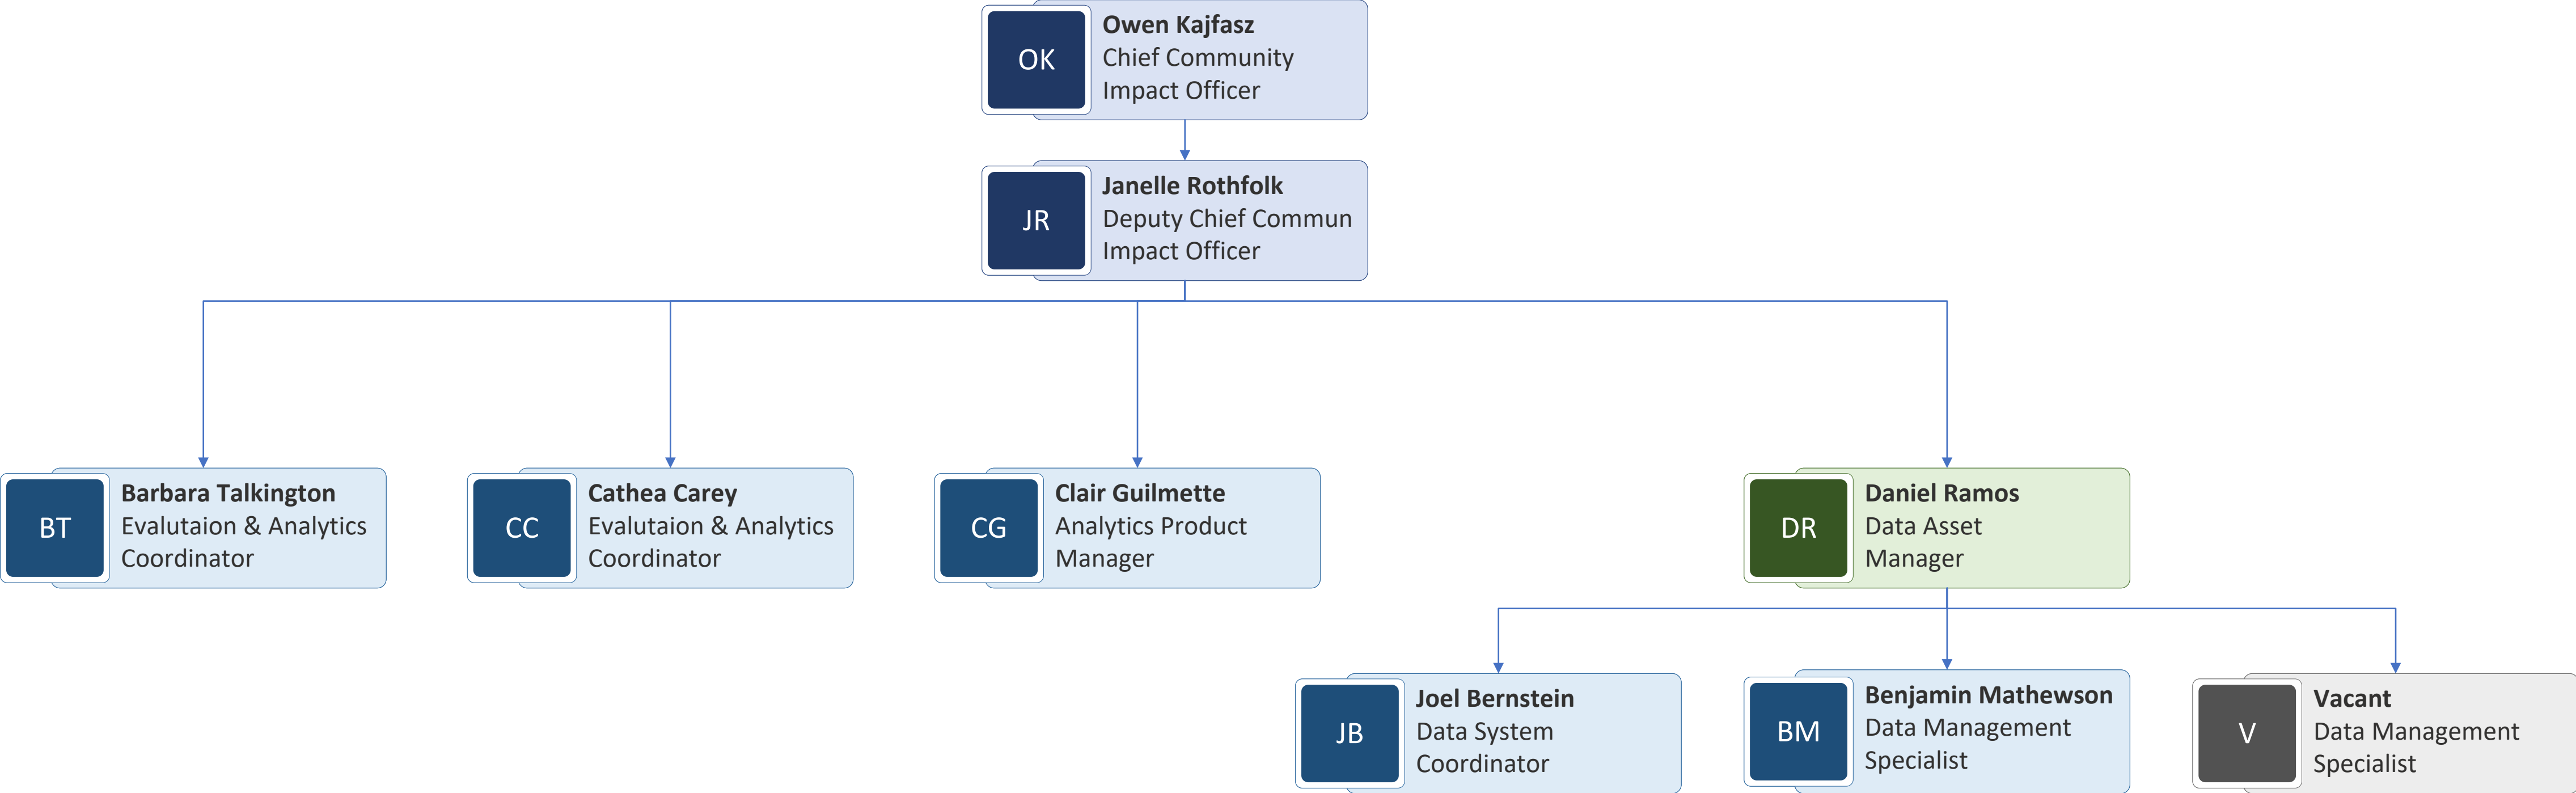 OK
Owen Kajfasz
Chief Community
Impact Officer
JR
Janelle Rothfolk
Deputy Chief Commun
Impact Officer
BT
Barbara Talkington
Evalutaion & Analytics
Coordinator
CC
Cathea Carey
Evalutaion & Analytics
Coordinator
CG
Clair Guilmette
Analytics Product
Manager
DR
Daniel Ramos
Data Asset
Manager
JB
Joel Bernstein
Data System
Coordinator
BM
Benjamin Mathewson
Data Management
Specialist
V
Vacant
Data Management
Specialist